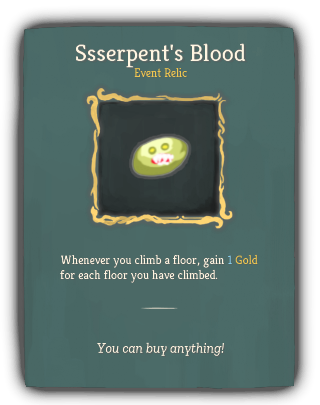 Ssserpent's Blood
Event Relic
Whenever you climb a floor, gain 1 Gold
for each floor you have climbed.
You can buy anything!